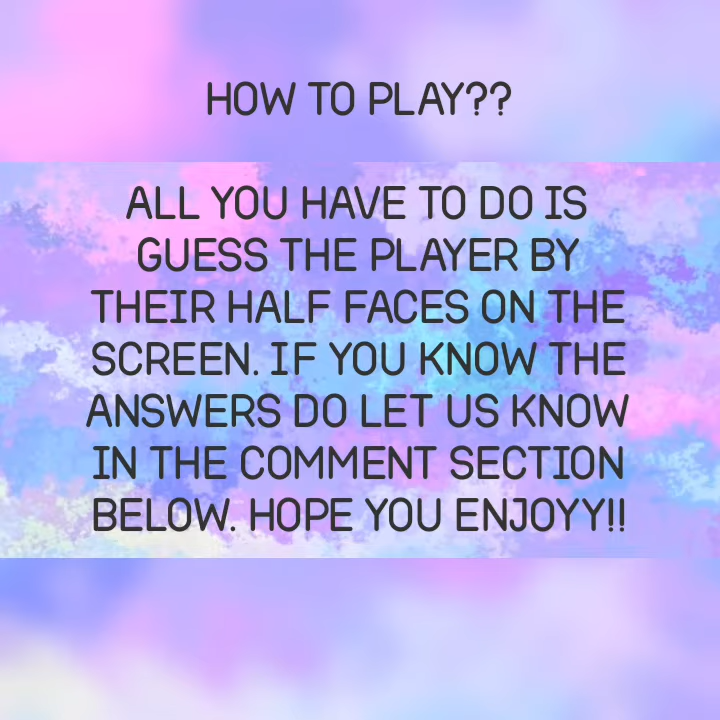 HOW TO PLAY??
ALL YOU HAVE TO DO IS
GUESS THE PLAYER BY
THEIR HALF FACES ON THE
SCREEN. IF YOU KNOW THE
ANSWERS DO LET US KNOW
IN THE COMMENT SECTION
BELOW. HOPE YOU ENJOYY!!